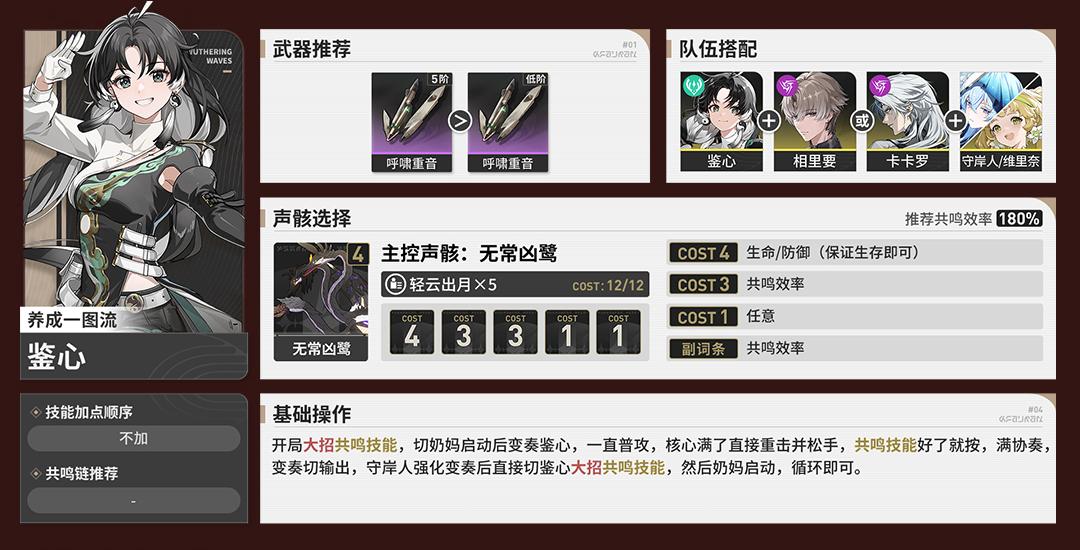 WUTHERING
WAVES
养成一图流
鉴心
技能加点顺序
不加
共鸣链推荐
-
武器推荐
#01
5阶
呼啸重音
>
低阶
呼啸重音
队伍搭配
鉴心
+
相里要
或
卡卡罗
+
守岸人/维里奈
声骸选择
推荐共鸣效率 180%
4
无常凶鹭
主控声骸：无常凶鹭
轻云出月×5
COST: 12/12
COST COST COST COST COST
4 3 3 1 1
COST 4 生命/防御（保证生存即可）
COST 3 共鸣效率
COST 1 任意
副词条 共鸣效率
基础操作
#04
开局大招共鸣技能，切奶妈启动后变奏鉴心，一直普攻，核心满了直接重击并松手，共鸣技能好了就按，满协奏，
变奏切输出，守岸人强化变奏后直接切鉴心大招共鸣技能，然后奶妈启动，循环即可。